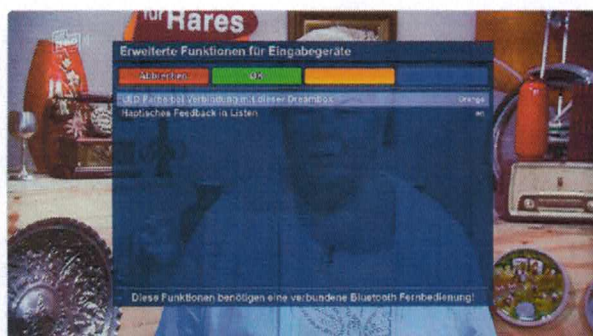 für Rares
Erweiterte Funktionen für Eingabegeräte
Abbrechen OK
LED Farbe bei Verbindung mit dieser Dreambox Orange
Haptisches Feedback in Listen an
Diese Funktionen benötigen eine verbundene Bluetooth Fernbedienung!